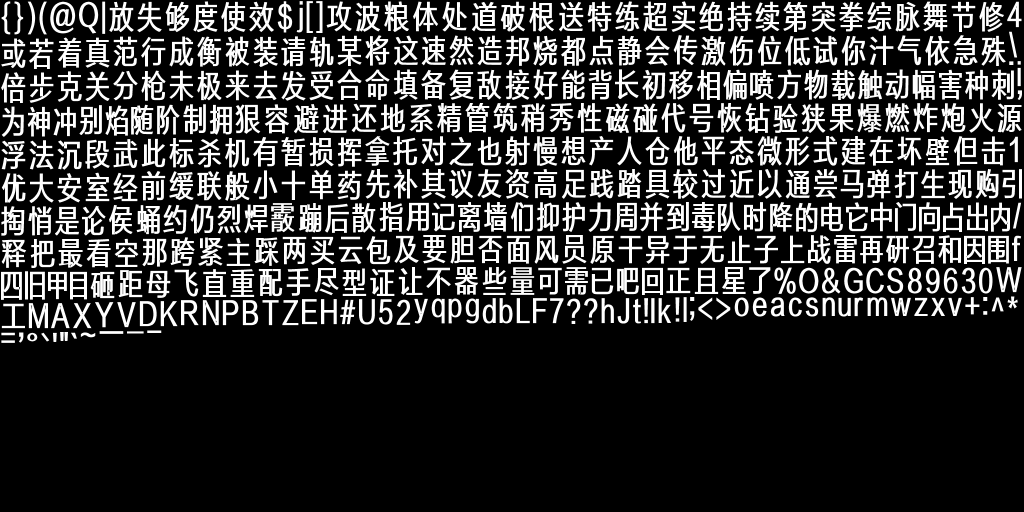 {})(@Q|放失够度使效$j[]攻波粮体处道破根送特练超实绝持续第突拳综脉舞节修4
或若着真范行成衡被装请轨某将这速然造邦烧都点静会传激伤位低试你汁气依急殊\
倍步克关分枪未极来去发受合命填备复敌接好能背长初移相偏喷方物载触动幅害种刺
为神冲别焰随阶制拥狠容避进还地系精管筑稍秀性磁碰代号恢钻验狭果爆燃炸炮火源
浮法沉段武此标杀机有暂损挥拿托对之也射慢想产人仓他平态微形式建在坏壁但击1
优大安室经前缓联般小十单药先补其议友资高足践踏具较过近以通尝马弹打生现购引
掏悄是论侯蛹约仍烈焊霰蹦后散指用记离墙们抑护力周并到毒队时降的电它中门向占出内/
释把最看空那跨紧主踩两买云包及要胆否面风员原干异于无止子上战雷再研召和因围f
四旧甲目砸距母飞直重配手尽型证让不器些量可需已吧回正且星了%O&GCS89630W
工MAXYVDKRNPBTZEH#U52yqpgdbLF7??hJt!Ik!l;<>oeacsnurmwzxv+:^*